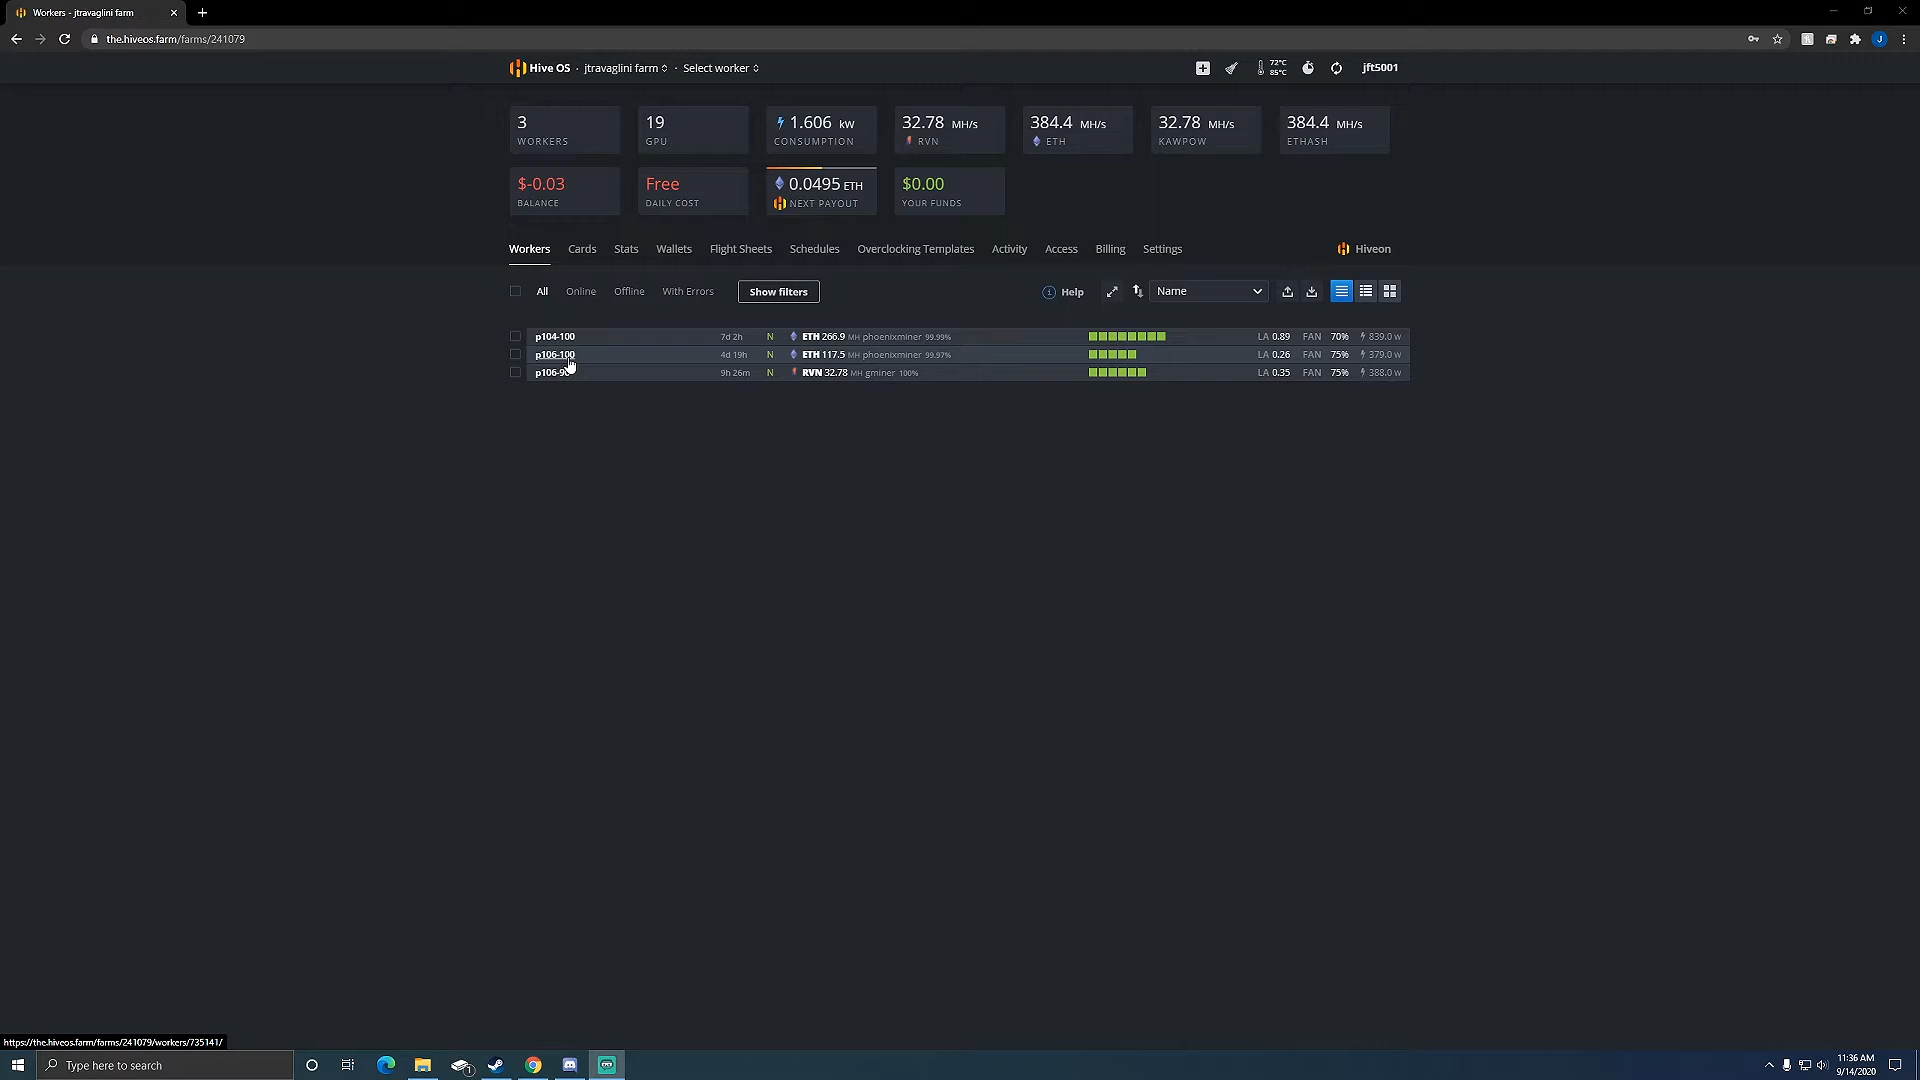 Workers - jtravaglini farm
the.hiveos.farm/farms/241079
Hive OS · jtravaglini farm · Select worker
72°C
85°C
jft5001
3
WORKERS
19
GPU
1.606 kW
CONSUMPTION
32.78 MH/s
RVN
384.4 MH/s
ETH
32.78 MH/s
KAWPOW
384.4 MH/s
ETHASH
$-0.03
BALANCE
Free
DAILY COST
0.0495 ETH
NEXT PAYOUT
$0.00
YOUR FUNDS
Workers Cards Stats Wallets Flight Sheets Schedules Overclocking Templates Activity Access Billing Settings Hiveon
All Online Offline With Errors Show filters Help Name
p104-100 7d 2h N ETH 266.9 MH phoenixminer 99.99% LA 0.89 FAN 70% 839.0 W
p106-100 4d 19h N ETH 117.5 MH phoenixminer 99.97% LA 0.26 FAN 75% 379.0 W
9h 26m N RVN 32.78 MH gminer 100% LA 0.35 FAN 75% 388.0 W
https://the.hiveos.farm/farms/241079/workers/735141/
Type here to search
1
11:36 AM
9/14/2020